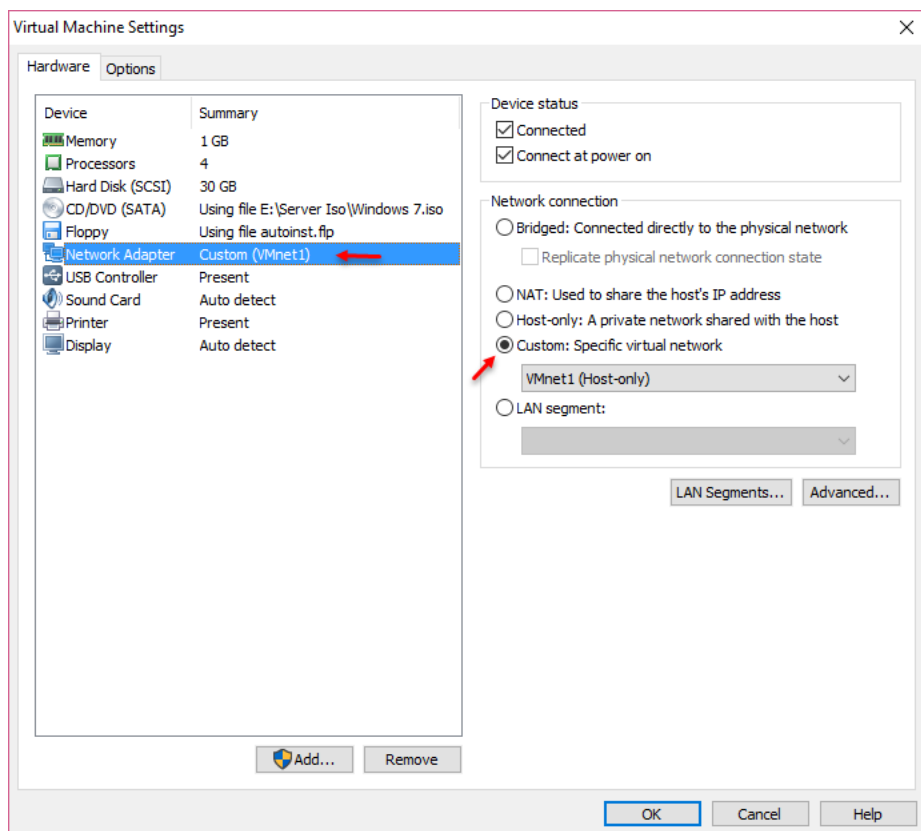 Virtual Machine Settings
Hardware
Options
Device Summary
Memory 1 GB
Processors 4
Hard Disk (SCSI) 30 GB
CD/DVD (SATA) Using file E:\Server Iso\Windows 7.iso
Floppy Using file autoinst.flp
Network Adapter Custom (VMnet1)
USB Controller Present
Sound Card Auto detect
Printer Present
Display Auto detect
Add...
Remove
Device status
Connected
Connect at power on
Network connection
Bridged: Connected directly to the physical network
Replicate physical network connection state
NAT: Used to share the host's IP address
Host-only: A private network shared with the host
Custom: Specific virtual network
VMnet1 (Host-only)
LAN segment:
LAN Segments...
Advanced...
OK
Cancel
Help